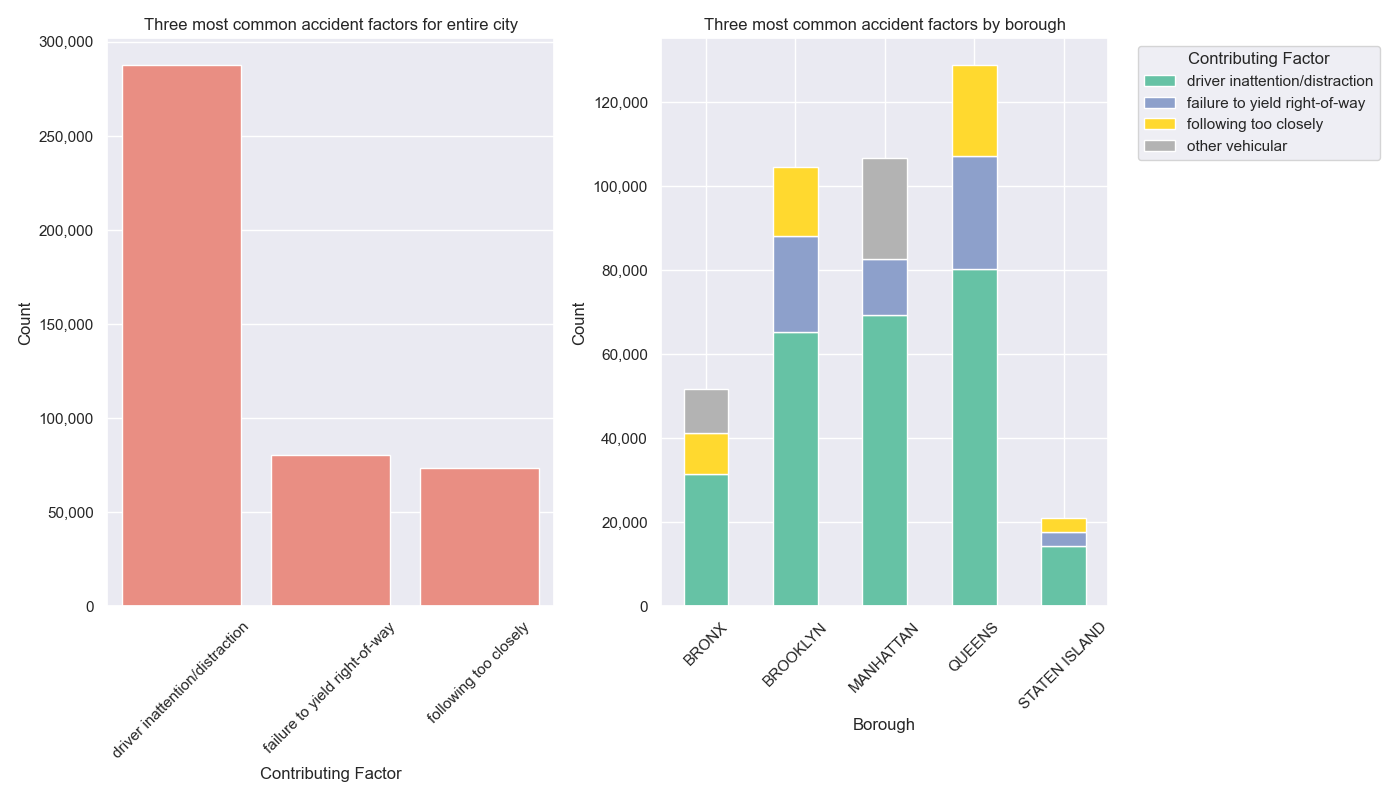 Three most common accident factors for entire city
300,000
250,000
200,000
150,000
100,000
50,000
0
Count
driver inattention/distraction
failure to yield right-of-way
following too closely
Contributing Factor
Three most common accident factors by borough
120,000
100,000
80,000
60,000
40,000
20,000
0
Count
BRONX
BROOKLYN
MANHATTAN
QUEENS
STATEN ISLAND
Borough
Contributing Factor
driver inattention/distraction
failure to yield right-of-way
following too closely
other vehicular